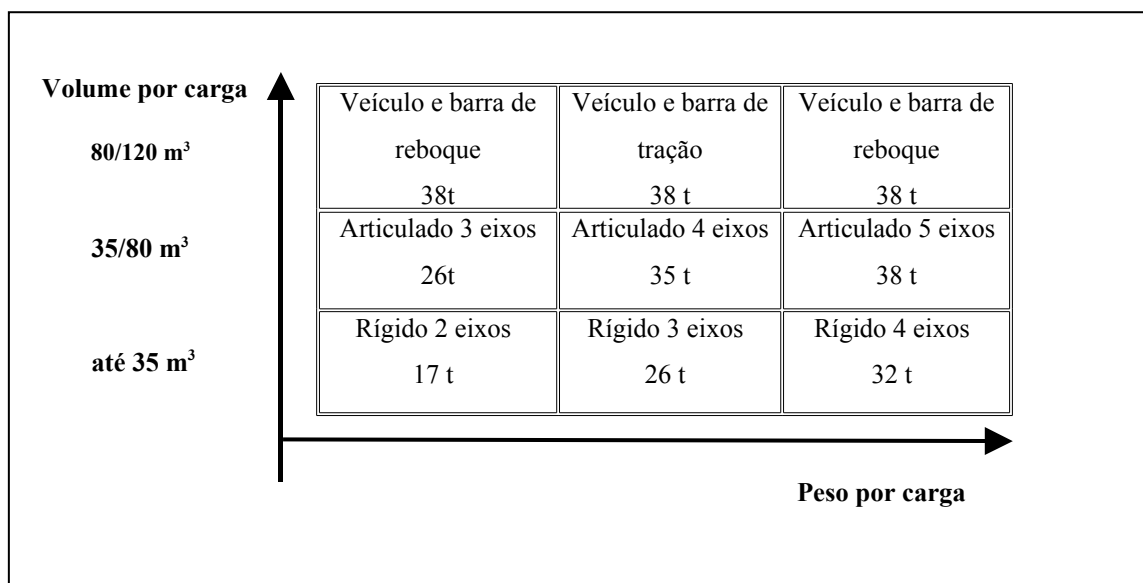 Volume por carga
80/120 m³
35/80 m³
até 35 m³
Veículo e barra de
reboque
38t
Veículo e barra de
tração
38 t
Veículo e barra de
reboque
38 t
Articulado 3 eixos
26t
Articulado 4 eixos
35 t
Articulado 5 eixos
38 t
Rígido 2 eixos
17 t
Rígido 3 eixos
26 t
Rígido 4 eixos
32 t
Peso por carga